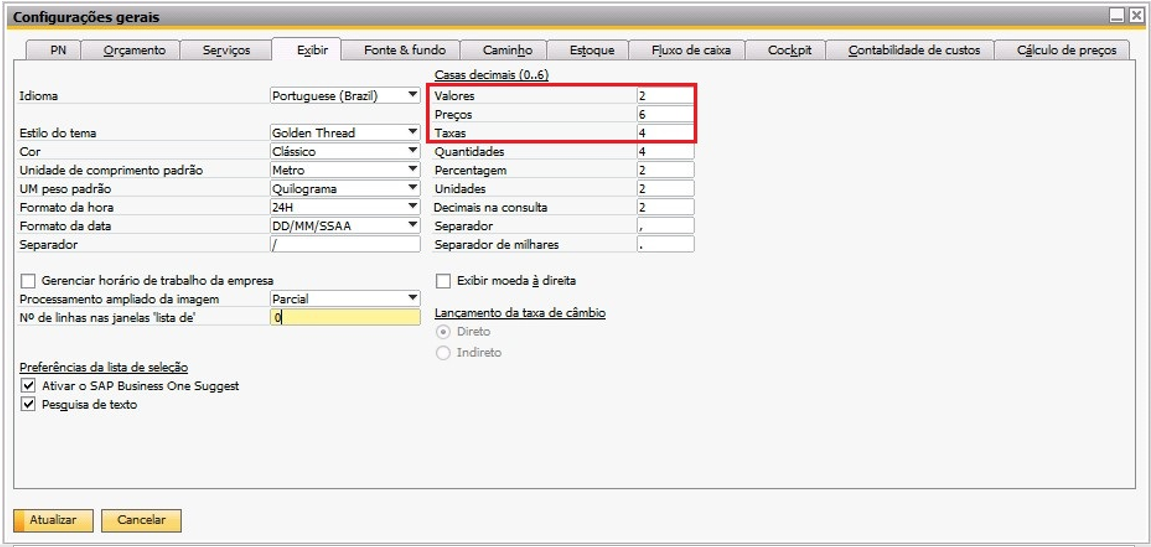 Configurações gerais
PN Orçamento Serviços Exibir Fonte & fundo Caminho Estoque Fluxo de caixa Cockpit Contabilidade de custos Cálculo de preços
Casas decimais (0..6)
Idioma Portuguese (Brazil) Valores 2
Preços 6
Estilo do tema Golden Thread Taxas 4
Cor Clássico Quantidades 4
Unidade de comprimento padrão Metro Percentagem 2
UM peso padrão Quilograma Unidades 2
Formato da hora 24H Decimais na consulta 2
Formato da data DD/MM/SSAA Separador ,
Separador / Separador de milhares .
Gerenciar horário de trabalho da empresa Exibir moeda à direita
Processamento ampliado da imagem Parcial
Nº de linhas nas janelas 'lista de' 0 Lançamento da taxa de câmbio
Direto
Indireto
Preferências da lista de seleção
Ativar o SAP Business One Suggest
Pesquisa de texto
Atualizar Cancelar